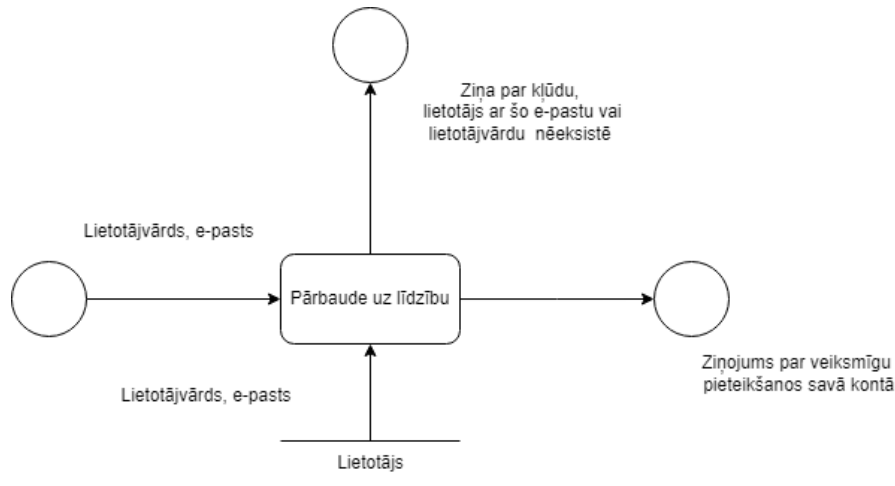 Ziņa par kļūdu,
lietotājs ar šo e-pastu vai
lietotājvārdu nēeksistē
Lietotājvārds, e-pasts
Pārbaude uz līdzību
Ziņojums par veiksmīgu
pieteikšanos savā kontā
Lietotājvārds, e-pasts
Lietotājs